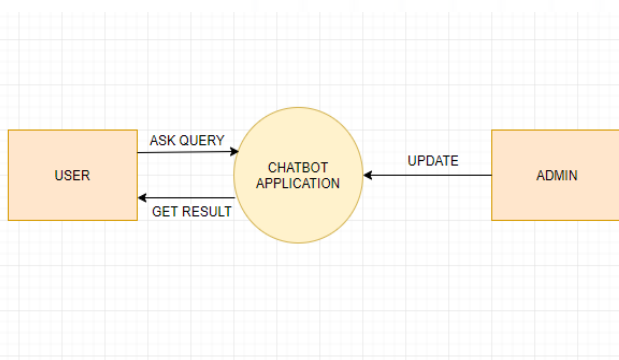 ASK QUERY
USER
GET RESULT
CHATBOT
APPLICATION
UPDATE
ADMIN